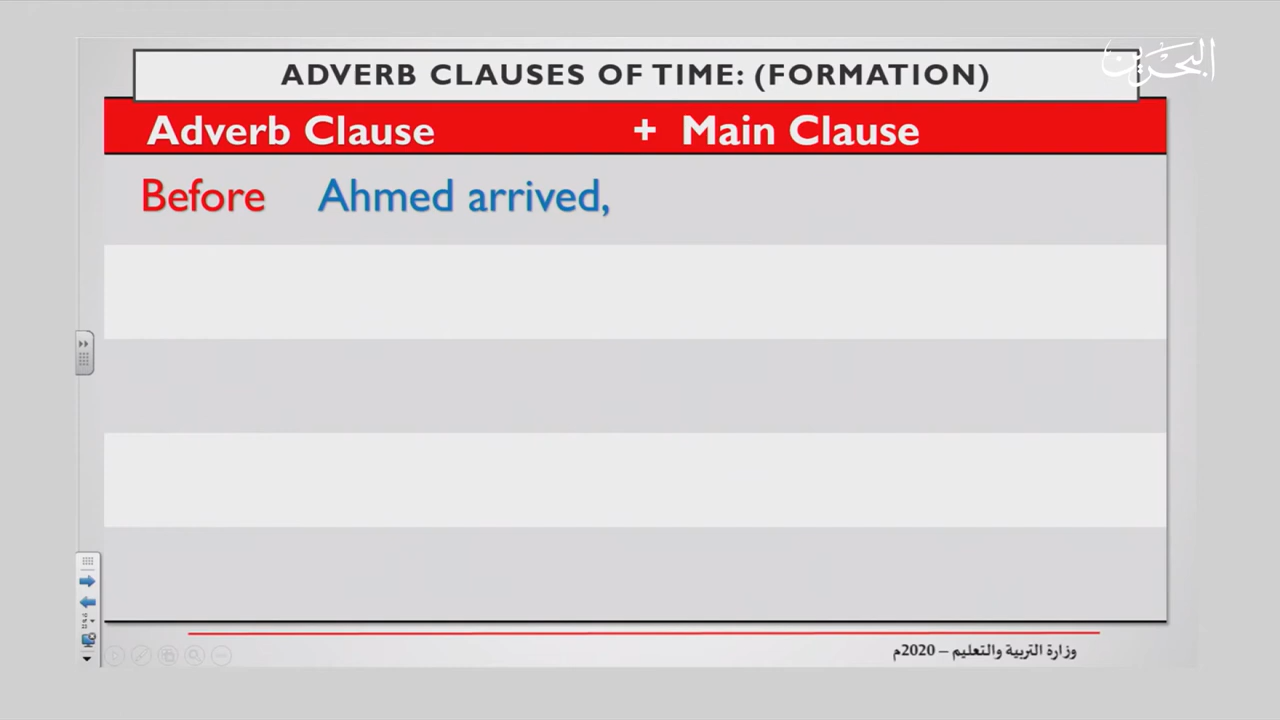 البحرين
ADVERB CLAUSES OF TIME: (FORMATION)
Adverb Clause + Main Clause
Before Ahmed arrived,
وزارة التربية والتعليم – 2020م